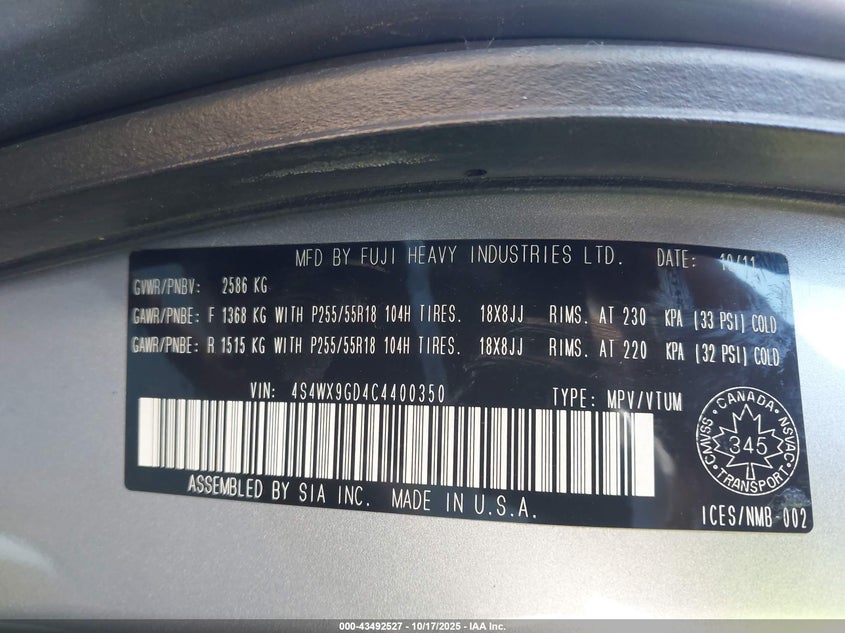 MFD BY FUJI HEAVY INDUSTRIES LTD. DATE: 10/11
GVWR/PNBV: 2586 KG
GAWR/PNBE: F 1368 KG WITH P255/55R18 104H TIRES. 18X8JJ RIMS. AT 230 KPA [33 PSI] COLD
GAWR/PNBE: R 1515 KG WITH P255/55R18 104H TIRES. 18X8JJ RIMS. AT 220 KPA [32 PSI] COLD
VIN: 4S4WX9GD4C4400350 TYPE: MPV/VTUM
CANADA
CMVSS 345 NSVAC
TRANSPORT
ASSEMBLED BY SIA INC. MADE IN U.S.A.
ICES/NMB-002
000-43492527 - 10/17/2025 - IAA Inc.